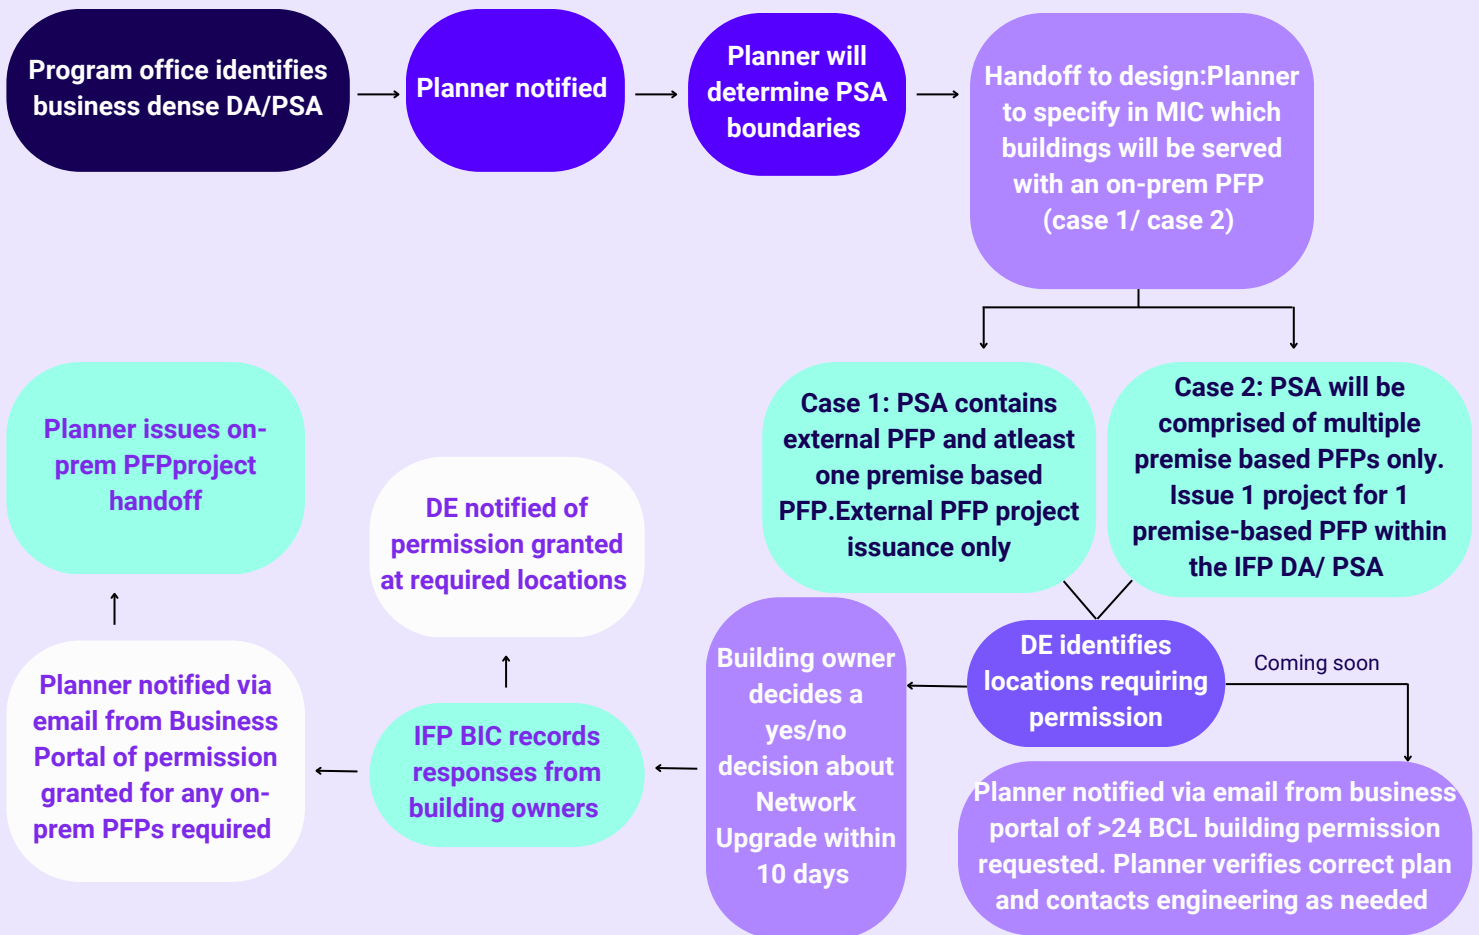 Program office identifies
business dense DA/PSA
Planner notified
Planner will
determine PSA
boundaries
Handoff to design:Planner
to specify in MIC which
buildings will be served
with an on-prem PFP
(case 1/ case 2)
Case 1: PSA contains
external PFP and atleast
one premise based
PFP.External PFP project
issuance only
Case 2: PSA will be
comprised of multiple
premise based PFPs only.
Issue 1 project for 1
premise-based PFP within
the IFP DA/ PSA
DE identifies
locations requiring
permission
Coming soon
Planner notified via email from business
portal of >24 BCL building permission
requested. Planner verifies correct plan
and contacts engineering as needed
Building owner
decides a
yes/no
decision about
Network
Upgrade within
10 days
IFP BIC records
responses from
building owners
DE notified of
permission granted
at required locations
Planner notified via
email from Business
Portal of permission
granted for any on-
prem PFPs required
Planner issues on-
prem PFPproject
handoff